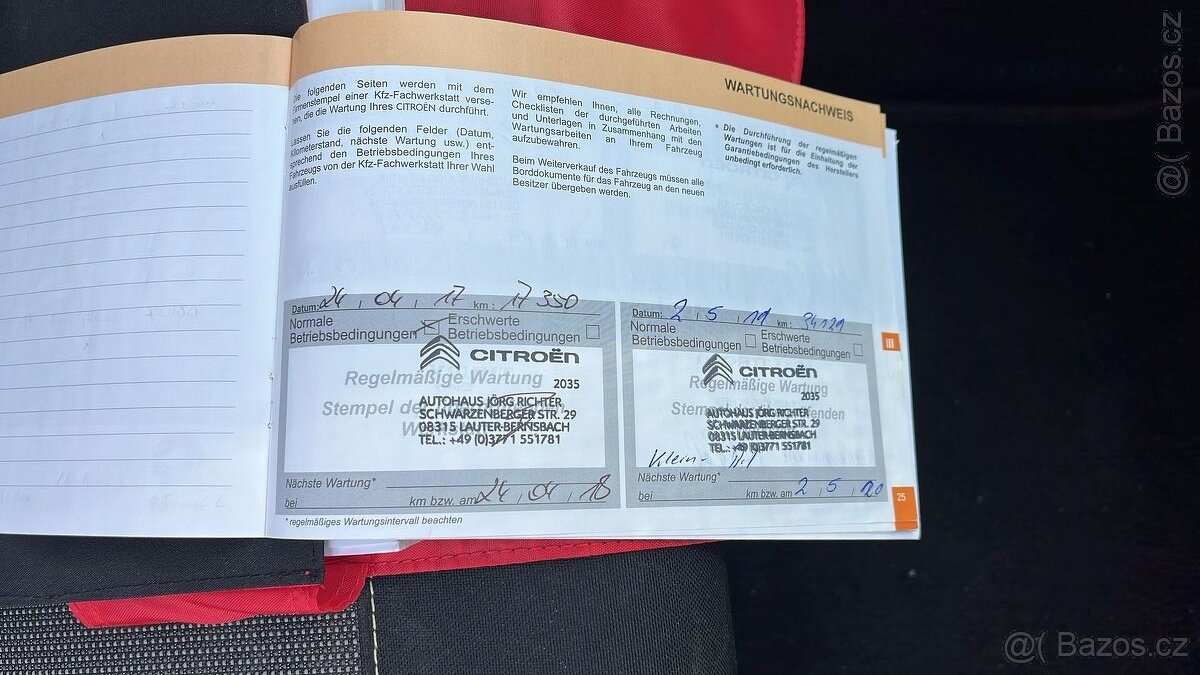 WARTUNGSNACHWEIS
folgenden Seiten werden mit dem
Firmenstempel einer Kfz-Fachwerkstatt verse-
die die Wartung Ihres CITROËN durchführt.
Lassen Sie die folgenden Felder (Datum,
Kilometerstand, nächste Wartung usw.) ent-
sprechend den Betriebsbedingungen Ihres
Fahrzeugs von der Kfz-Fachwerkstatt Ihrer Wahl
ausfüllen.
Wir empfehlen Ihnen, alle Rechnungen,
Checklisten der durchgeführten Arbeiten
und Unterlagen in Zusammenhang mit den
Wartungsarbeiten an Ihrem Fahrzeug
aufzubewahren.
Beim Weiterverkauf des Fahrzeugs müssen alle
Borddokumente für das Fahrzeug an den neuen
Besitzer übergeben werden.
* Die Durchführung der regelmäßigen
Wartungen ist für die Einhaltung der
Garantiebedingungen des Herstellers
unbedingt erforderlich.
Datum: 24 , 04 , 17 km : 17 350
Normale
Betriebsbedingungen
Erschwerte
Betriebsbedingungen
CITROËN
Regelmäßige Wartung
2035
Stempel
AUTOHAUS JÖRG RICHTER
SCHWARZENBERGER STR. 29
08315 LAUTER-BERNSBACH
TEL.: +49 (0)3771 551781
Nächste Wartung*
bei km bzw. am 24 , 04 , 18
* regelmäßiges Wartungsintervall beachten
Datum: 2 , 5 , 19 km : 34129
Normale
Betriebsbedingungen
Erschwerte
Betriebsbedingungen
CITROËN
Regelmäßige Wartung
2035
AUTOHAUS JÖRG RICHTER
SCHWARZENBERGER STR. 29
08315 LAUTER-BERNSBACH
TEL.: +49 (0)3771 551781
Nächste Wartung*
bei km bzw. am 2 , 5 , 20
III
25
@( Bazos.cz
@( Bazos.cz